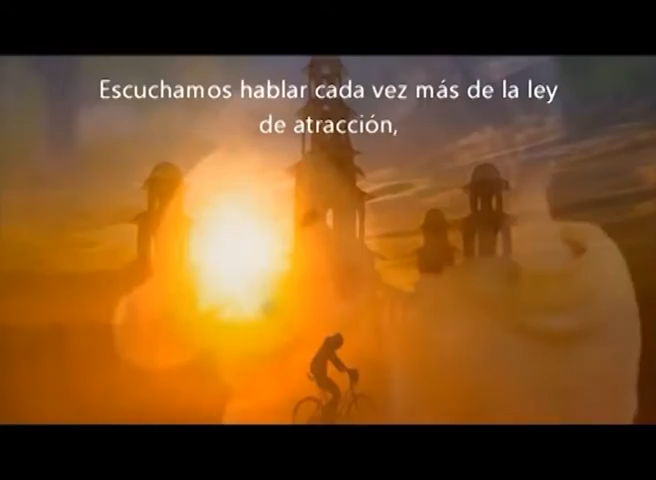 Escuchamos hablar cada vez más de la ley
de atracción,